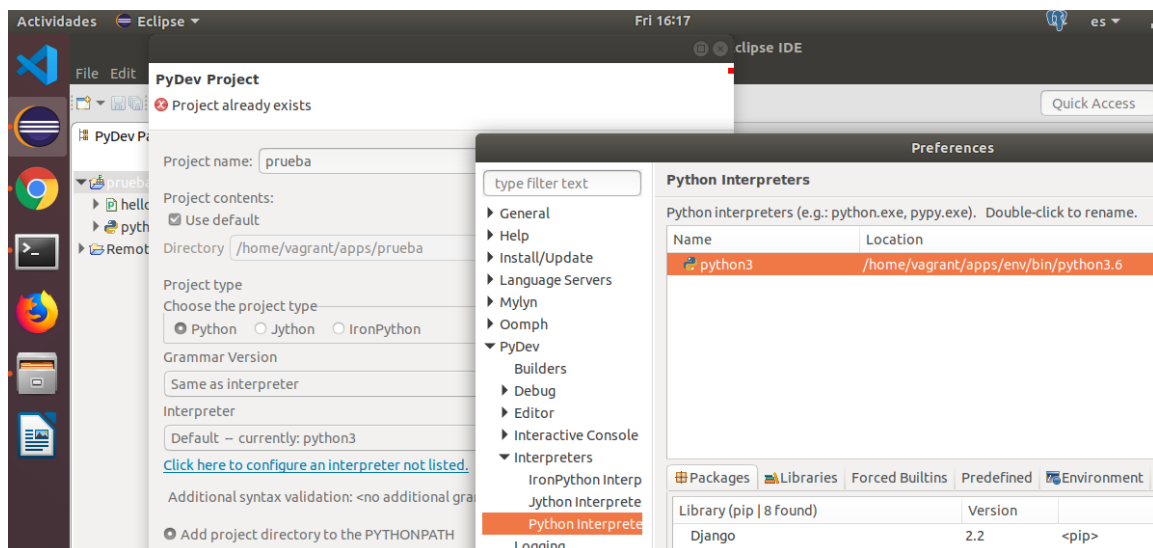 Actividades Eclipse Fri 16:17 es
clipse IDE
File Edit
PyDev Project
Project already exists
Quick Access
PyDev Pa
Project name: prueba
prueb
hello
pyth
Remot
Project contents:
Use default
Directory /home/vagrant/apps/prueba
Project type
Choose the project type
Python Jython IronPython
Grammar Version
Same as interpreter
Interpreter
Default – currently: python3
Click here to configure an interpreter not listed.
Additional syntax validation: <no additional gra
Add project directory to the PYTHONPATH
Preferences
type filter text
General
Help
Install/Update
Language Servers
Mylyn
Oomph
PyDev
Builders
Debug
Editor
Interactive Console
Interpreters
IronPython Interp
Jython Interprete
Python Interprete
Logging
Python Interpreters
Python interpreters (e.g.: python.exe, pypy.exe). Double-click to rename.
Name Location
python3 /home/vagrant/apps/env/bin/python3.6
Packages Libraries Forced Builtins Predefined Environment
Library (pip | 8 found) Version
Django 2.2 <pip>